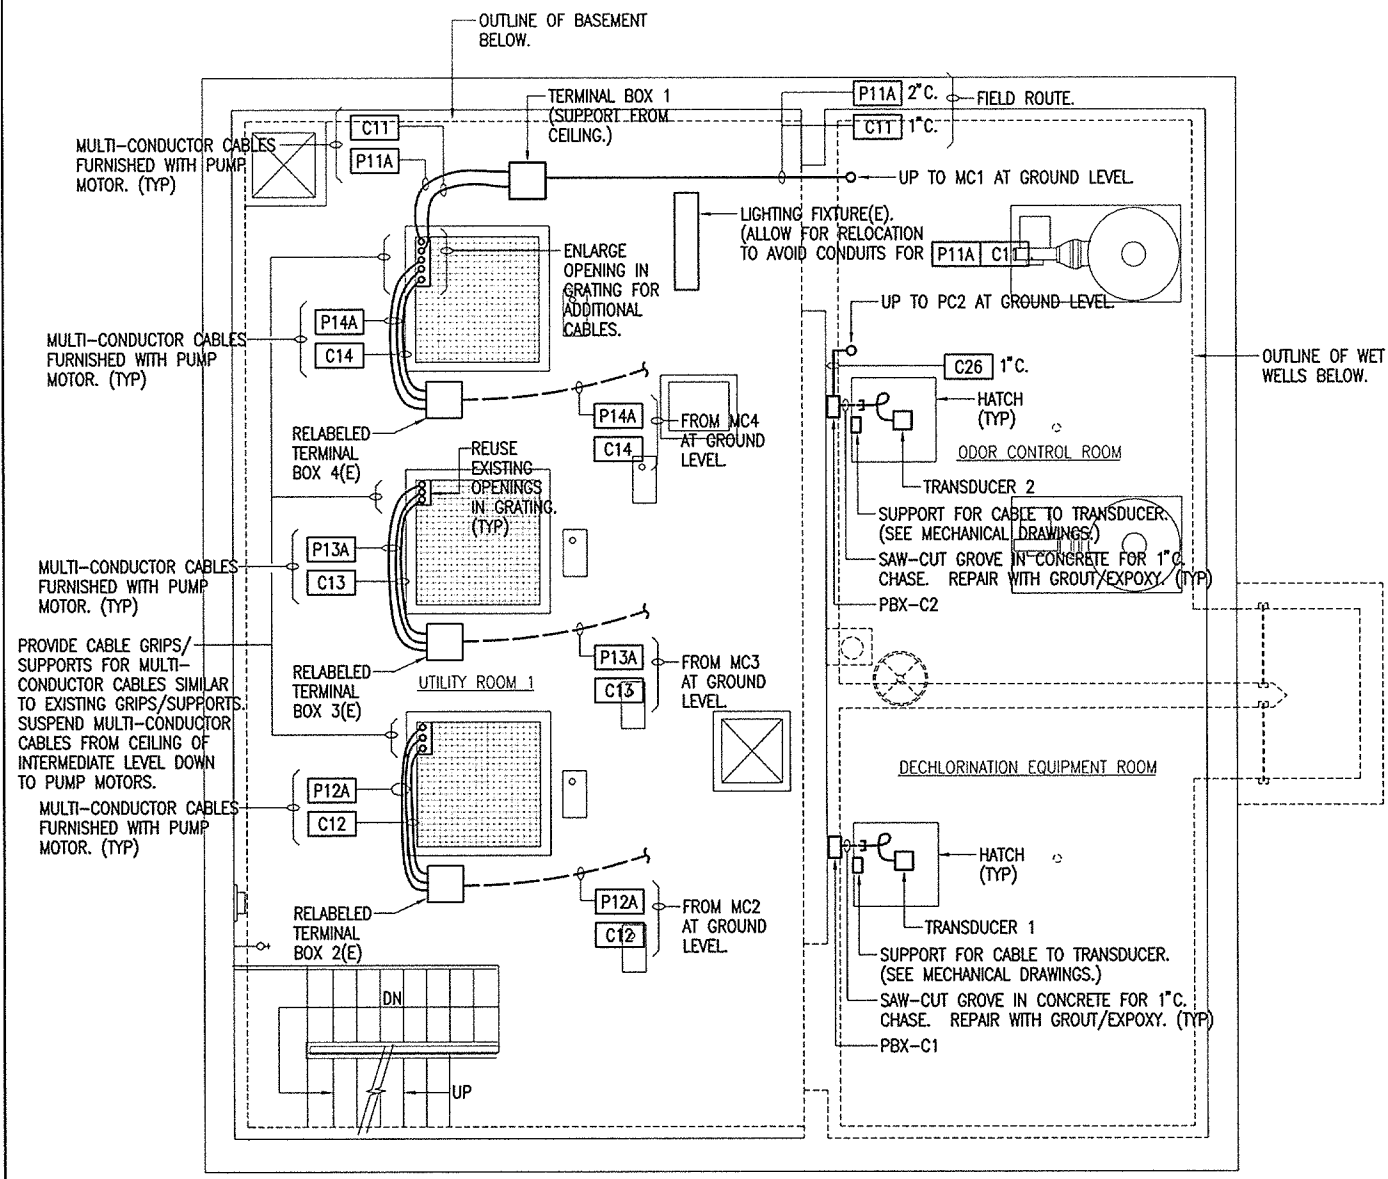 OUTLINE OF BASEMENT
BELOW.
TERMINAL BOX 1
(SUPPORT FROM
CEILING.)
P11A 2"C.
C11 1"C.
FIELD ROUTE.
C11
P11A
MULTI-CONDUCTOR CABLES
FURNISHED WITH PUMP
MOTOR. (TYP)
UP TO MC1 AT GROUND LEVEL.
LIGHTING FIXTURE(E).
(ALLOW FOR RELOCATION
TO AVOID CONDUITS FOR
P11A C1
ENLARGE
OPENING IN
GRATING FOR
ADDITIONAL
CABLES.
UP TO PC2 AT GROUND LEVEL.
P14A
C14
MULTI-CONDUCTOR CABLES
FURNISHED WITH PUMP
MOTOR. (TYP)
C26 1"C.
OUTLINE OF WET
WELLS BELOW.
HATCH
(TYP)
P14A
C14
FROM MC4
AT GROUND
LEVEL.
RELABELED
TERMINAL
BOX 4(E)
REUSE
EXISTING
OPENINGS
IN GRATING.
(TYP)
ODOR CONTROL ROOM
TRANSDUCER 2
SUPPORT FOR CABLE TO TRANSDUCER.
(SEE MECHANICAL DRAWINGS.)
SAW-CUT GROVE IN CONCRETE FOR 1"C.
CHASE. REPAIR WITH GROUT/EXPOXY. (TYP)
PBX-C2
P13A
C13
MULTI-CONDUCTOR CABLES
FURNISHED WITH PUMP
MOTOR. (TYP)
PROVIDE CABLE GRIPS/
SUPPORTS FOR MULTI-
CONDUCTOR CABLES SIMILAR
TO EXISTING GRIPS/SUPPORTS.
SUSPEND MULTI-CONDUCTOR
CABLES FROM CEILING OF
INTERMEDIATE LEVEL DOWN
TO PUMP MOTORS.
RELABELED
TERMINAL
BOX 3(E)
UTILITY ROOM 1
P13A
C13
FROM MC3
AT GROUND
LEVEL.
DECHLORINATION EQUIPMENT ROOM
P12A
C12
MULTI-CONDUCTOR CABLES
FURNISHED WITH PUMP
MOTOR. (TYP)
HATCH
(TYP)
RELABELED
TERMINAL
BOX 2(E)
P12A
C12
FROM MC2
AT GROUND
LEVEL.
TRANSDUCER 1
SUPPORT FOR CABLE TO TRANSDUCER.
(SEE MECHANICAL DRAWINGS.)
SAW-CUT GROVE IN CONCRETE FOR 1"C.
CHASE. REPAIR WITH GROUT/EXPOXY. (TYP)
PBX-C1
DN
UP